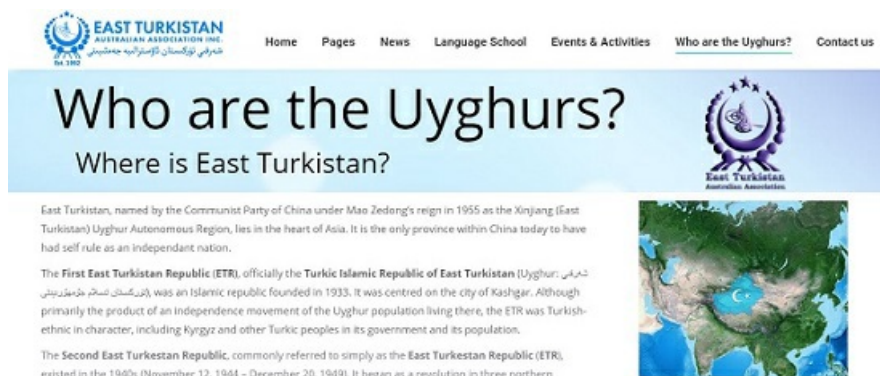 EAST TURKISTAN
AUSTRALIAN ASSOCIATION INC.
شەرقىي تۈركىستان ئاۋسترالىيە جەمئىيىتى
Home Pages News Language School Events & Activities Who are the Uyghurs? Contact us
Who are the Uyghurs?
Where is East Turkistan?
East Turkistan
Australian Association
East Turkistan, named by the Communist Party of China under Mao Zedong's reign in 1955 as the Xinjiang (East
Turkistan) Uyghur Autonomous Region, lies in the heart of Asia. It is the only province within China today to have
had self rule as an independant nation.
The First East Turkistan Republic (ETR), officially the Turkic Islamic Republic of East Turkistan (Uyghur: شەرقىي
تۈركىستان ئىسلام جۇمھۇرىيىتى), was an Islamic republic founded in 1933. It was centred on the city of Kashgar. Although
primarily the product of an independence movement of the Uyghur population living there, the ETR was Turkish-
ethnic in character, including Kyrgyz and other Turkic peoples in its government and its population.
The Second East Turkestan Republic, commonly referred to simply as the East Turkestan Republic (ETR),
existed in the 1940s (November 12, 1944 – December 20, 1949). It began as a revolution in three northern